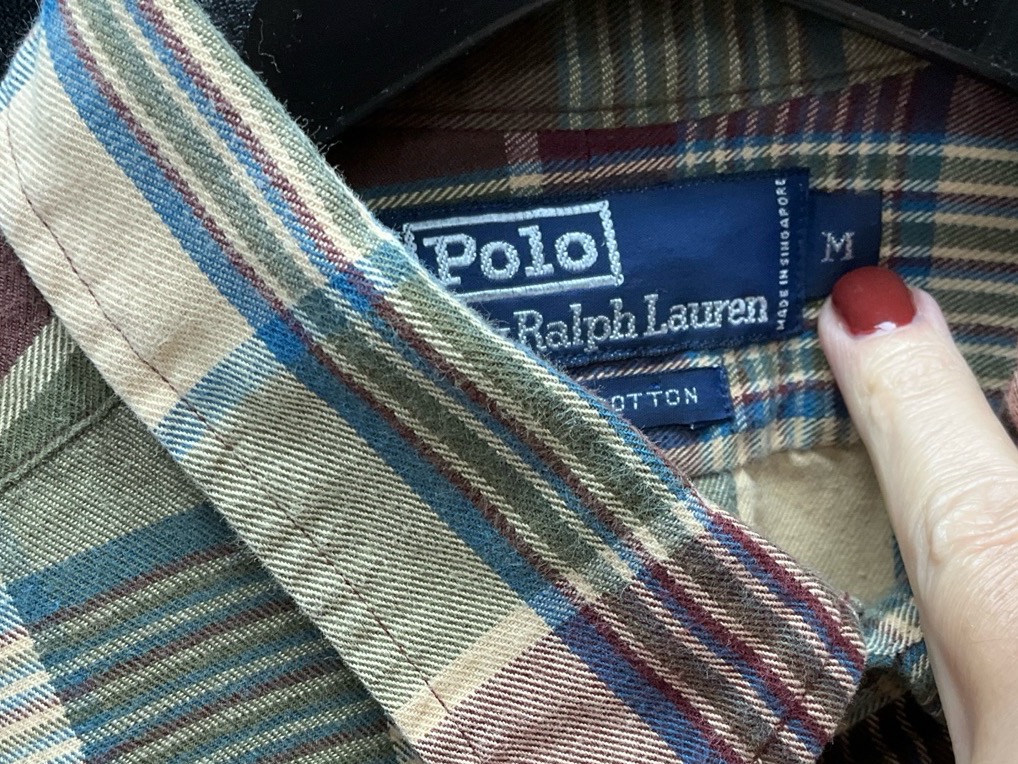 Polo
Ralph Lauren
MADE IN SINGAPORE
M
OTTON